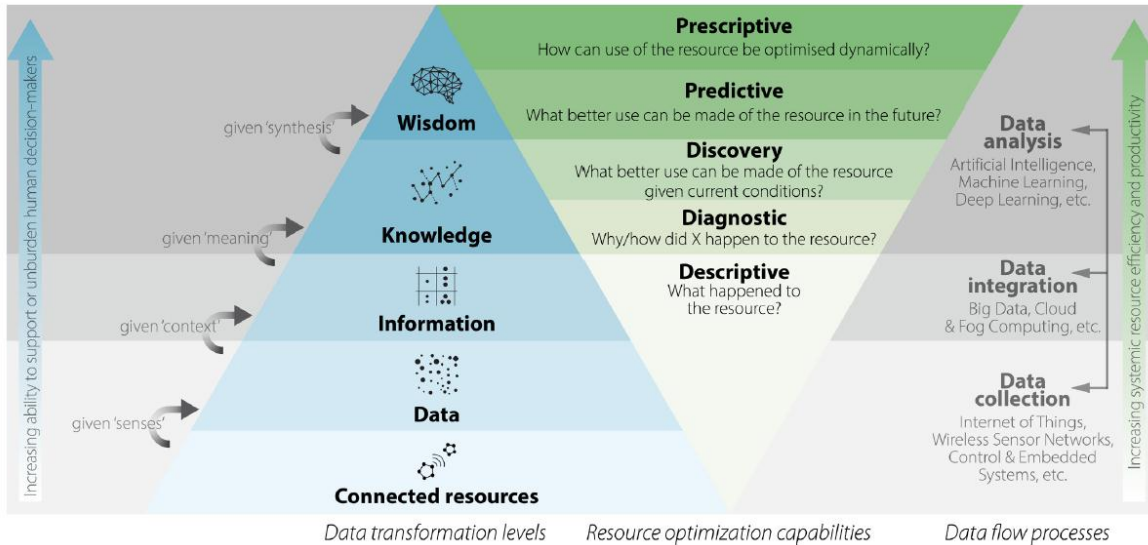 Increasing ability to support or unburden human decision-makers
given 'synthesis'
given 'meaning'
given 'context'
given 'senses'
Wisdom
Knowledge
Information
Data
Connected resources
Prescriptive
How can use of the resource be optimised dynamically?
Predictive
What better use can be made of the resource in the future?
Discovery
What better use can be made of the resource
given current conditions?
Diagnostic
Why/how did X happen to the resource?
Descriptive
What happened to
the resource?
Data
analysis
Artificial Intelligence,
Machine Learning,
Deep Learning, etc.
Data
integration
Big Data, Cloud
& Fog Computing, etc.
Data
collection
Internet of Things,
Wireless Sensor Networks,
Control & Embedded
Systems, etc.
Increasing systemic resource efficiency and productivity
Data transformation levels
Resource optimization capabilities
Data flow processes